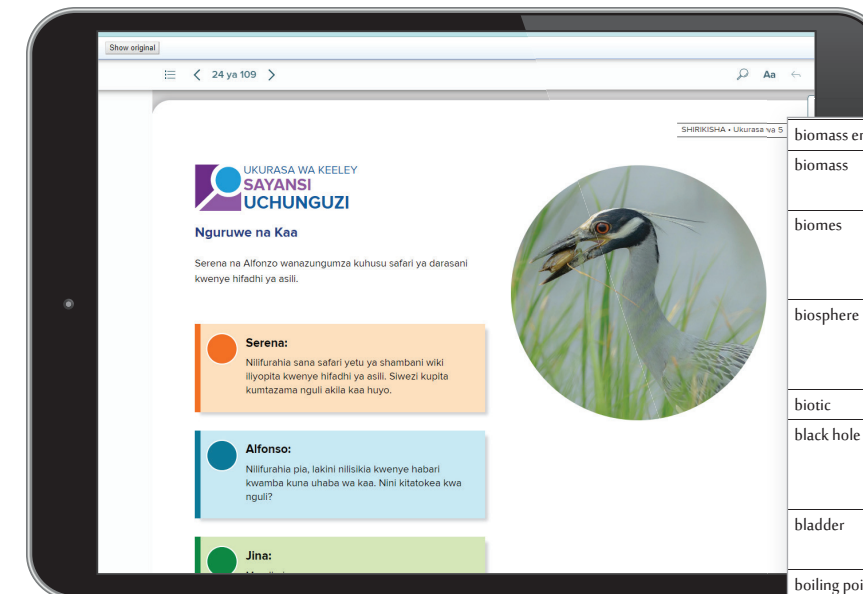 Show original
24 ya 109
Aa
SHIRIKISHA • Ukurasa wa 5
UKURASA WA KEELEY
SAYANSI
UCHUNGUZI
Nguruwe na Kaa
Serena na Alfonzo wanazungumza kuhusu safari ya darasani
kwenye hifadhi ya asili.
Serena:
Nilifurahia sana safari yetu ya shambani wiki
iliyopita kwenye hifadhi ya asili. Siwezi kupita
kumtazama nguli akila kaa huyo.
Alfonso:
Nilifurahia pia, lakini nilisikia kwenye habari
kwamba kuna uhaba wa kaa. Nini kitatokea kwa
nguli?
Jina:
biomass
biomass
biomes
biosphere
biotic
black hole
bladder
boiling